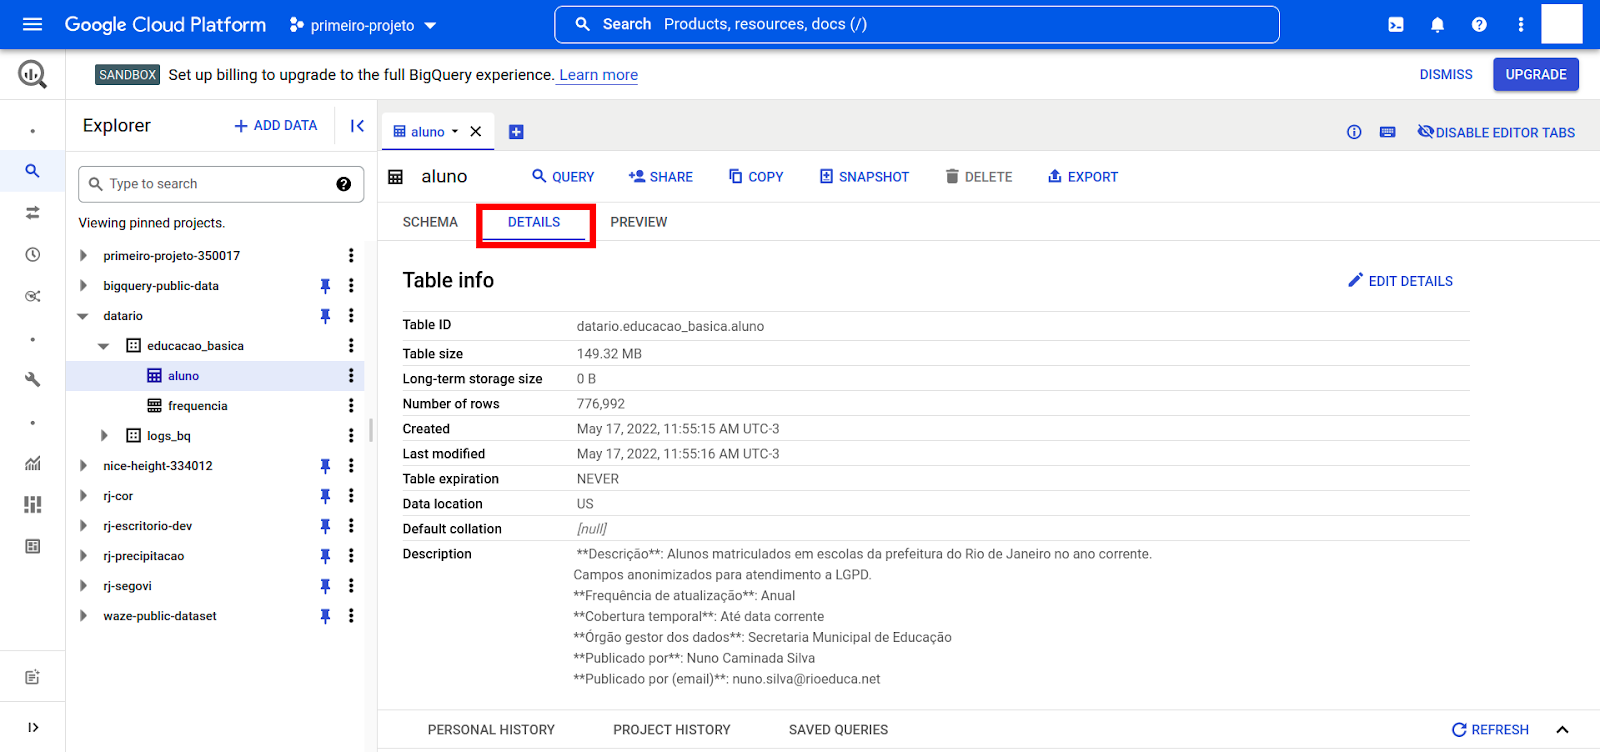 Google Cloud Platform primeiro-projeto Search Products, resources, docs (/)
SANDBOX Set up billing to upgrade to the full BigQuery experience. Learn more DISMISS UPGRADE
Explorer + ADD DATA
aluno
DISABLE EDITOR TABS
Type to search
Viewing pinned projects.
primeiro-projeto-350017
bigquery-public-data
datario
educacao_basica
aluno
frequencia
logs_bq
nice-height-334012
rj-cor
rj-escritorio-dev
rj-precipitacao
rj-segovi
waze-public-dataset
aluno QUERY SHARE COPY SNAPSHOT DELETE EXPORT
SCHEMA DETAILS PREVIEW
Table info EDIT DETAILS
Table ID datario.educacao_basica.aluno
Table size 149.32 MB
Long-term storage size 0 B
Number of rows 776,992
Created May 17, 2022, 11:55:15 AM UTC-3
Last modified May 17, 2022, 11:55:16 AM UTC-3
Table expiration NEVER
Data location US
Default collation [null]
Description **Descrição**: Alunos matriculados em escolas da prefeitura do Rio de Janeiro no ano corrente.
Campos anonimizados para atendimento a LGPD.
**Frequência de atualização**: Anual
**Cobertura temporal**: Até data corrente
**Órgão gestor dos dados**: Secretaria Municipal de Educação
**Publicado por**: Nuno Caminada Silva
**Publicado por (email)**: nuno.silva@rioeduca.net
PERSONAL HISTORY PROJECT HISTORY SAVED QUERIES REFRESH